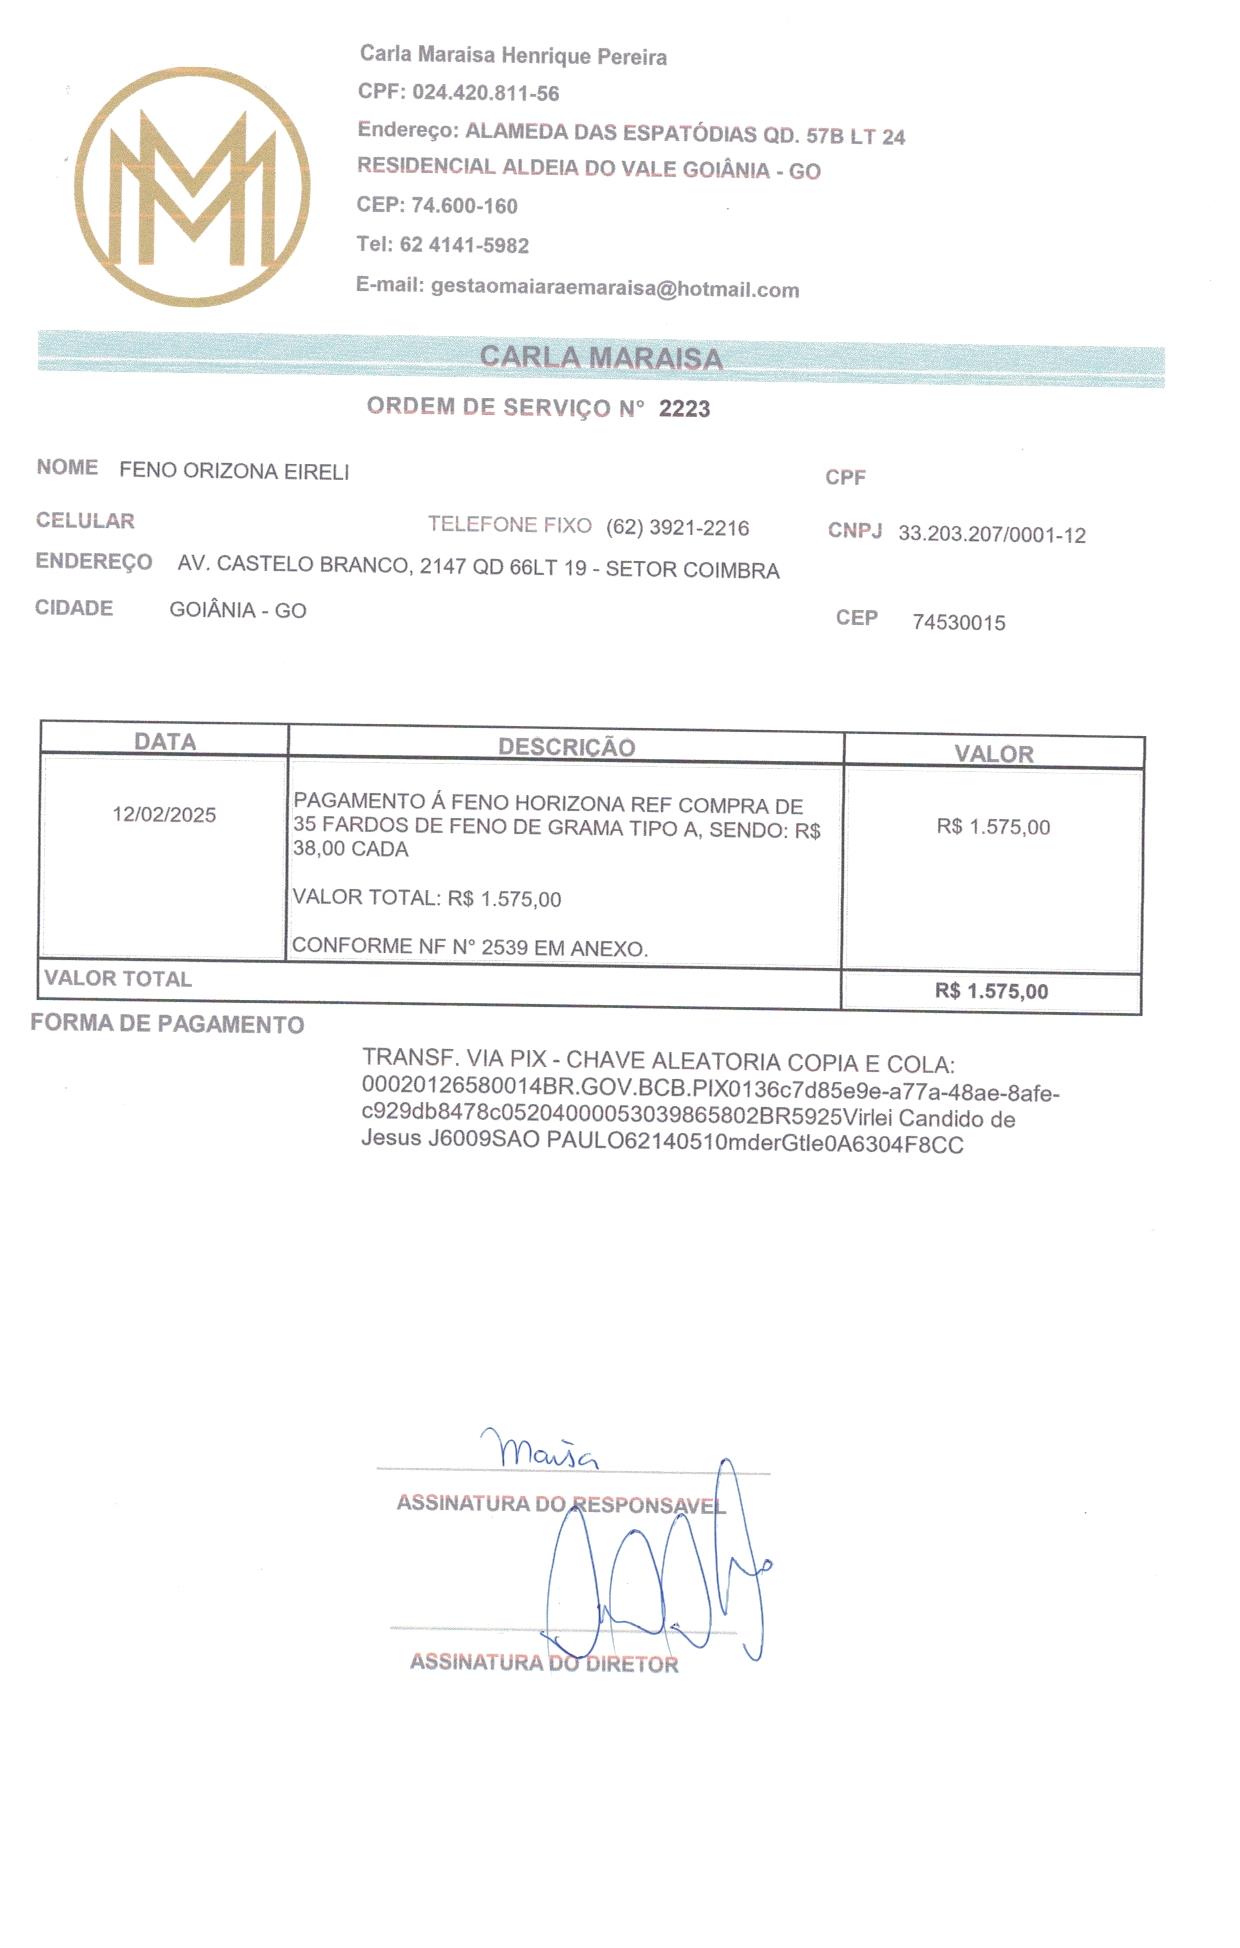 Carla Maraisa Henrique Pereira
CPF: 024.420.811-56
Endereço: ALAMEDA DAS ESPATÓDIAS QD. 57B LT 24
RESIDENCIAL ALDEIA DO VALE GOIÂNIA - GO
CEP: 74.600-160
Tel: 62 4141-5982
E-mail: gestaomaiaraemaraisa@hotmail.com
CARLA MARAISA
ORDEM DE SERVIÇO N° 2223
NOME FENO ORIZONA EIRELI CPF
CELULAR TELEFONE FIXO (62) 3921-2216 CNPJ 33.203.207/0001-12
ENDEREÇO AV. CASTELO BRANCO, 2147 QD 66LT 19 - SETOR COIMBRA
CIDADE GOIÂNIA - GO CEP 74530015
DATA DESCRIÇÃO VALOR
12/02/2025 PAGAMENTO Á FENO HORIZONA REF COMPRA DE R$ 1.575,00
35 FARDOS DE FENO DE GRAMA TIPO A, SENDO: R$
38,00 CADA
VALOR TOTAL: R$ 1.575,00
CONFORME NF N° 2539 EM ANEXO.
VALOR TOTAL R$ 1.575,00
FORMA DE PAGAMENTO
TRANSF. VIA PIX - CHAVE ALEATORIA COPIA E COLA:
00020126580014BR.GOV.BCB.PIX0136c7d85e9e-a77a-48ae-8afe-
c929db8478c05204000053039865802BR5925Virlei Candido de
Jesus J6009SAO PAULO62140510mderGtle0A6304F8CC
ASSINATURA DO RESPONSAVEL
ASSINATURA DO DIRETOR